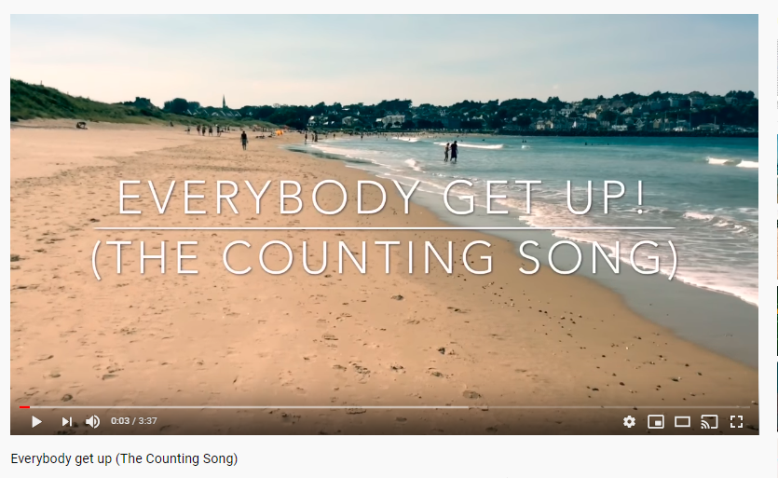 EVERYBODY GET UP!
(THE COUNTING SONG)
0:03 / 3:37
Everybody get up (The Counting Song)